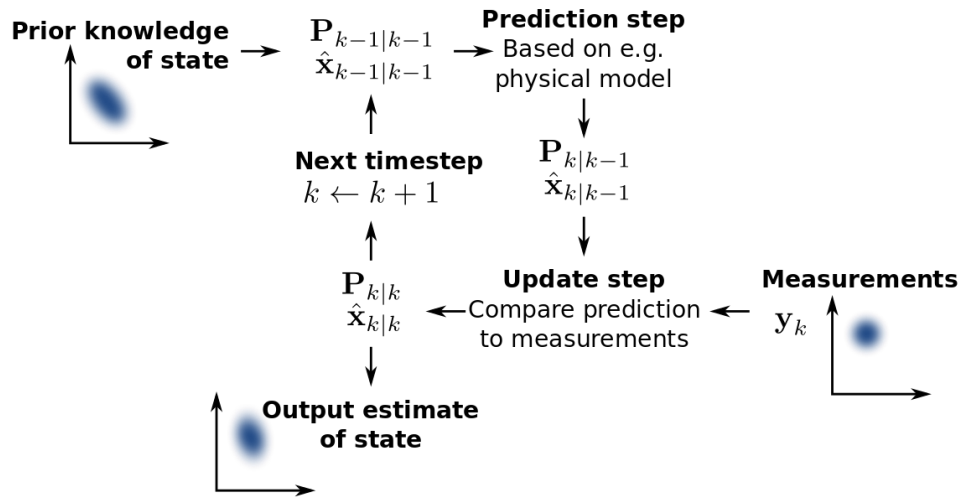 Prior knowledge
of state
P_{k−1|k−1}
x̂_{k−1|k−1}
Prediction step
Based on e.g.
physical model
P_{k|k−1}
x̂_{k|k−1}
Next timestep
k ← k + 1
Update step
Compare prediction
to measurements
Measurements
y_k
P_{k|k}
x̂_{k|k}
Output estimate
of state